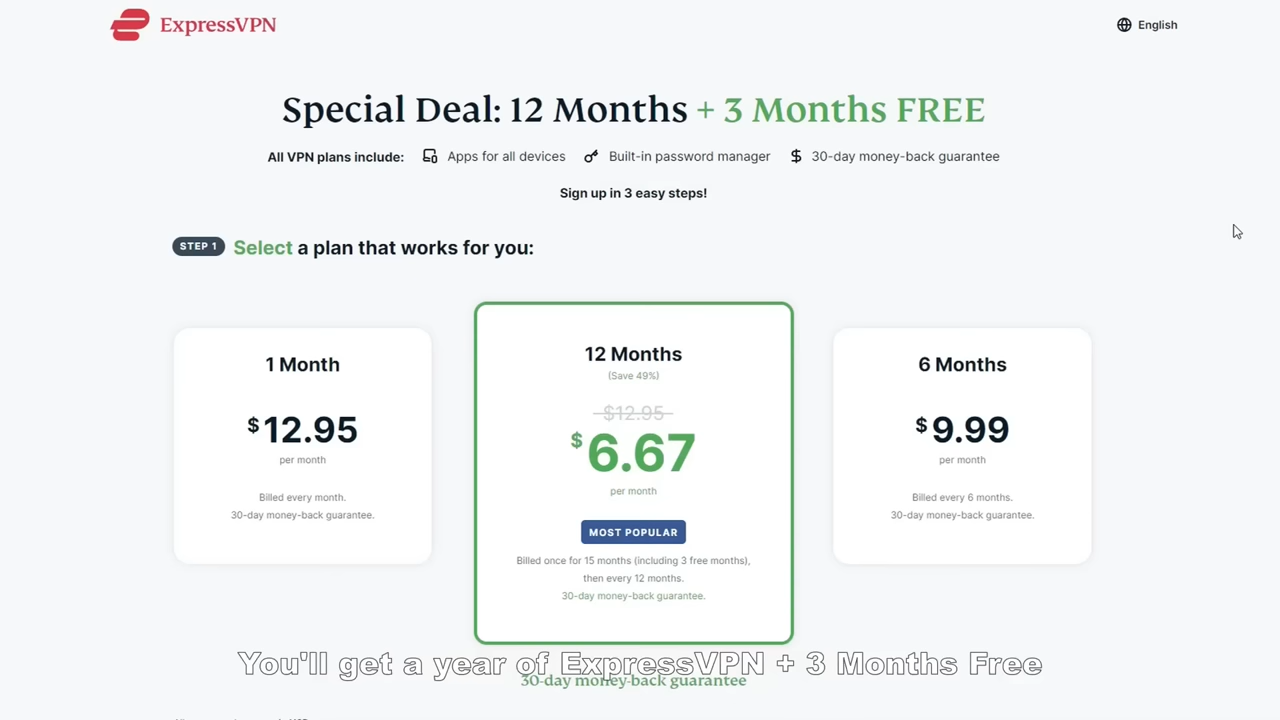 ExpressVPN
English
Special Deal: 12 Months + 3 Months FREE
All VPN plans include: Apps for all devices Built-in password manager 30-day money-back guarantee
Sign up in 3 easy steps!
STEP 1 Select a plan that works for you:
1 Month
$12.95
per month
Billed every month.
30-day money-back guarantee.
12 Months
(Save 49%)
$12.95
$6.67
per month
MOST POPULAR
Billed once for 15 months (including 3 free months),
then every 12 months.
30-day money-back guarantee.
6 Months
$9.99
per month
Billed every 6 months.
30-day money-back guarantee.
You'll get a year of ExpressVPN + 3 Months Free
30-day money-back guarantee